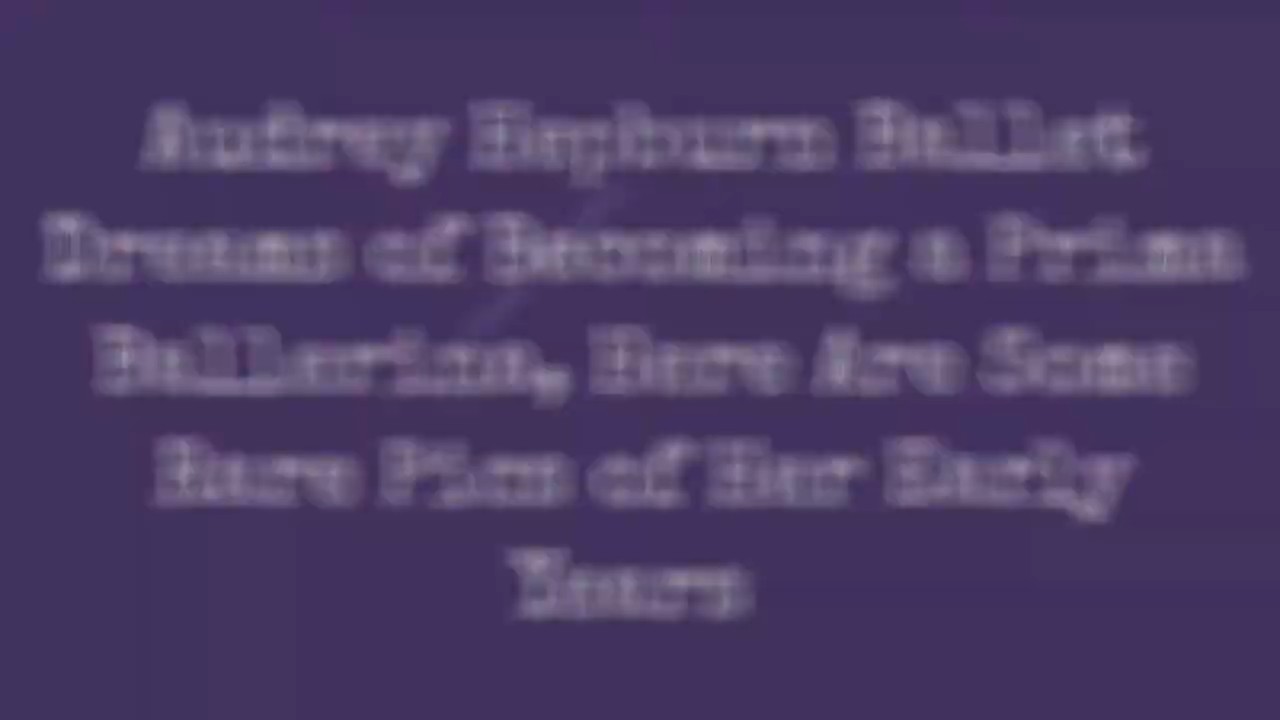 Audrey Hepburn Ballet
Dreams of Becoming a Prima
Ballerina, Here Are Some
Rare Pics of Her Early
Years